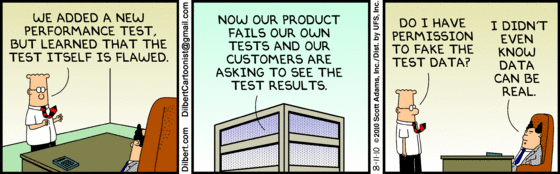 WE ADDED A NEW
PERFORMANCE TEST,
BUT LEARNED THAT THE
TEST ITSELF IS FLAWED.
Dilbert.com DilbertCartoonist@gmail.com
NOW OUR PRODUCT
FAILS OUR OWN
TESTS AND OUR
CUSTOMERS ARE
ASKING TO SEE THE
TEST RESULTS.
8-11-10 ©2010 Scott Adams, Inc./Dist. by UFS, Inc.
DO I HAVE
PERMISSION
TO FAKE THE
TEST DATA?
I DIDN'T
EVEN
KNOW
DATA
CAN BE
REAL.